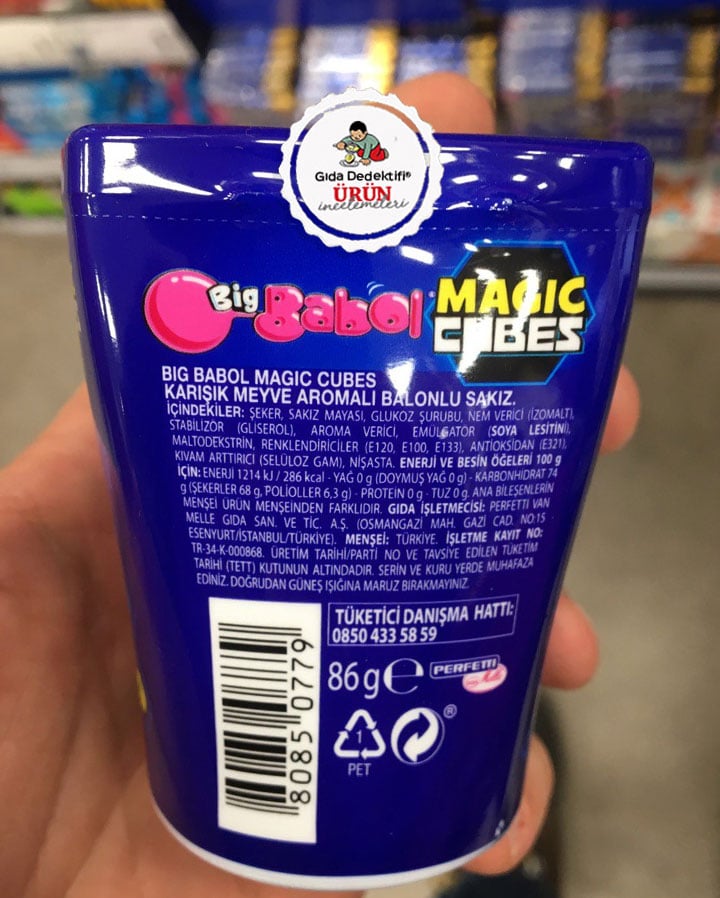 Gıda Dedektifi®
ÜRÜN
incelemeleri
Big Babol® MAGIC
CUBES
BIG BABOL MAGIC CUBES
KARIŞIK MEYVE AROMALI BALONLU SAKIZ.
İÇİNDEKİLER: ŞEKER, SAKIZ MAYASI, GLUKOZ ŞURUBU, NEM VERİCİ (İZOMALT),
STABİLİZÖR (GLİSEROL), AROMA VERİCİ, EMÜLGATÖR (SOYA LESİTİNİ),
MALTODEKSTRİN, RENKLENDİRİCİLER (E120, E100, E133), ANTİOKSİDAN (E321),
KIVAM ARTTIRICI (SELÜLOZ GAM), NİŞASTA. ENERJİ VE BESİN ÖĞELERİ 100 g
İÇİN: ENERJİ 1214 kJ / 286 kcal - YAĞ 0 g (DOYMUŞ YAĞ 0 g) - KARBONHİDRAT 74
g (ŞEKERLER 68 g, POLİOLLER 6,3 g) - PROTEIN 0 g - TUZ 0 g. ANA BİLEŞENLERİN
MENŞEİ ÜRÜN MENŞEİNDEN FARKLIDIR. GIDA İŞLETMECİSİ: PERFETTI VAN
MELLE GIDA SAN. VE TİC. A.Ş. (OSMANGAZİ MAH. GAZİ CAD. NO:15
ESENYURT/İSTANBUL/TÜRKİYE). MENŞEİ: TÜRKİYE. İŞLETME KAYIT NO:
TR-34-K-000868. ÜRETİM TARİHİ/PARTİ NO VE TAVSİYE EDİLEN TÜKETİM
TARİHİ (TETT) KUTUNUN ALTINDADIR. SERİN VE KURU YERDE MUHAFAZA
EDİNİZ. DOĞRUDAN GÜNEŞ IŞIĞINA MARUZ BIRAKMAYINIZ.
TÜKETİCİ DANIŞMA HATTI:
0850 433 58 59
86 g e PERFETTI
van Melle
8085 0779
1
PET
®